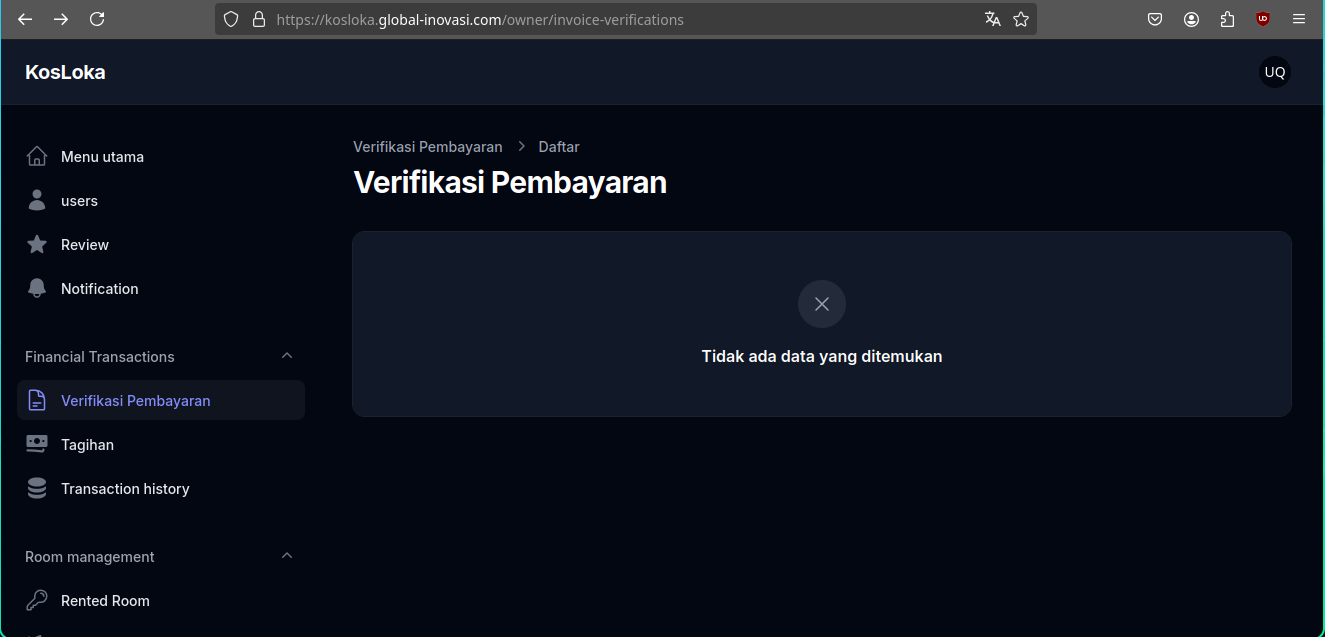 https://kosloka.global-inovasi.com/owner/invoice-verifications
KosLoka
UQ
Menu utama
users
Review
Notification
Financial Transactions
Verifikasi Pembayaran
Tagihan
Transaction history
Room management
Rented Room
Verifikasi Pembayaran > Daftar
Verifikasi Pembayaran
Tidak ada data yang ditemukan